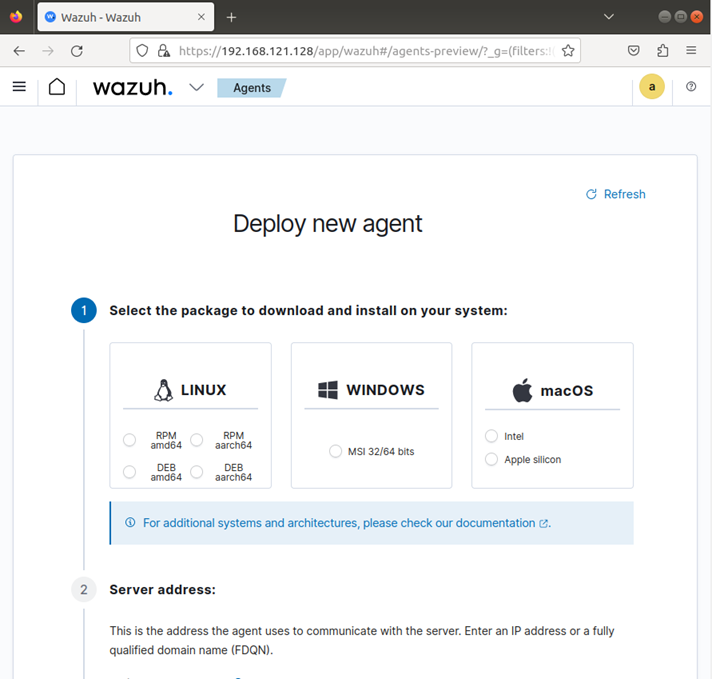 Wazuh - Wazuh
https://192.168.121.128/app/wazuh#/agents-preview/?_g=(filters:!
wazuh.
Agents
a
Refresh
Deploy new agent
1
Select the package to download and install on your system:
LINUX
RPM amd64
RPM aarch64
DEB amd64
DEB aarch64
WINDOWS
MSI 32/64 bits
macOS
Intel
Apple silicon
For additional systems and architectures, please check our documentation.
2
Server address:
This is the address the agent uses to communicate with the server. Enter an IP address or a fully
qualified domain name (FDQN).